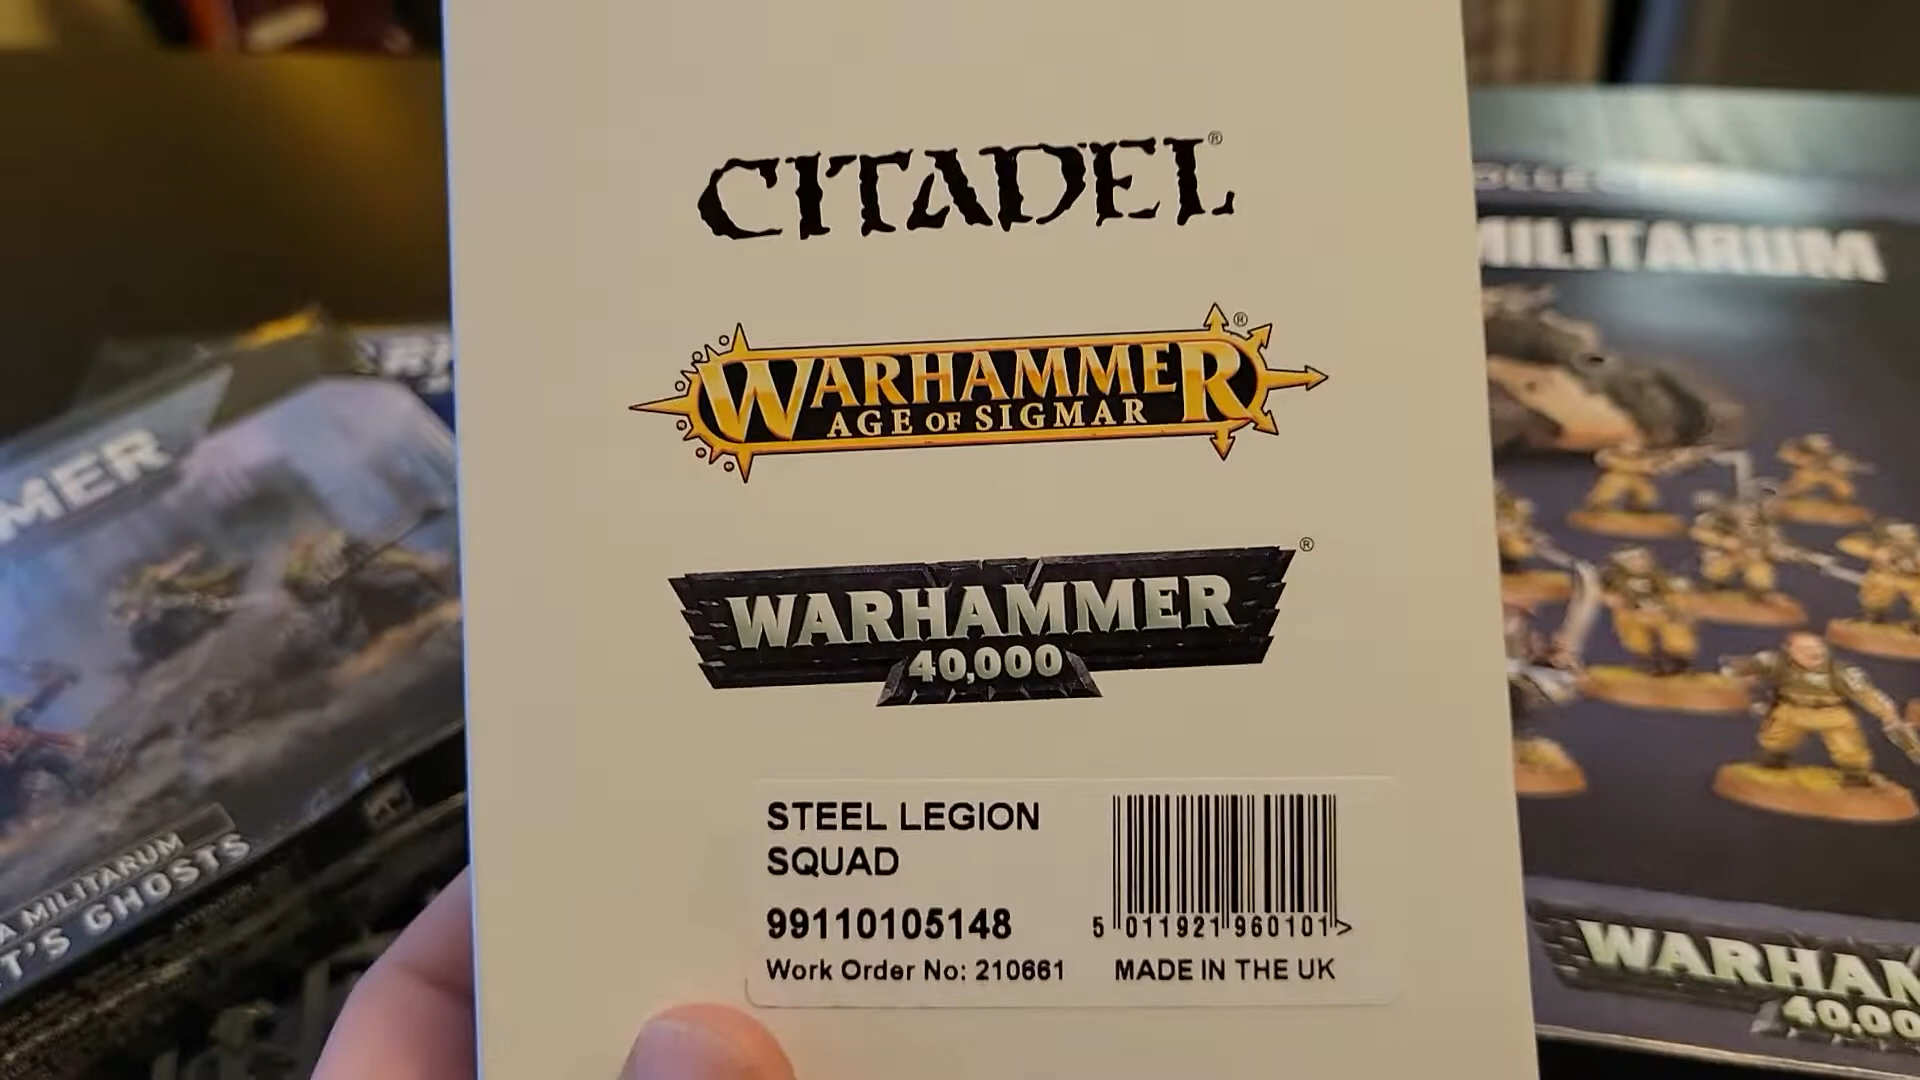 CITADEL®
WARHAMMER®
AGE OF SIGMAR
WARHAMMER®
40,000
STEEL LEGION
SQUAD
99110105148
Work Order No: 210661
5 011921 960101 >
MADE IN THE UK
MILITARUM
MER
MILITARUM
T'S GHOSTS
WARHAM
40,00